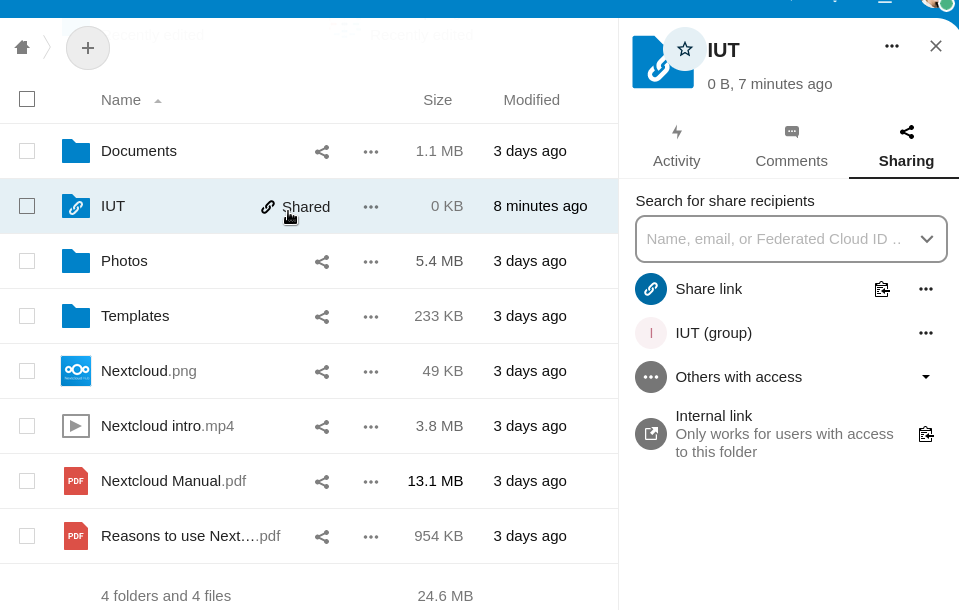 Name
Size
Modified
Documents
1.1 MB
3 days ago
IUT
Shared
0 KB
8 minutes ago
Photos
5.4 MB
3 days ago
Templates
233 KB
3 days ago
Nextcloud.png
49 KB
3 days ago
Nextcloud intro.mp4
3.8 MB
3 days ago
PDF
Nextcloud Manual.pdf
13.1 MB
3 days ago
PDF
Reasons to use Next….pdf
954 KB
3 days ago
4 folders and 4 files
24.6 MB
IUT
0 B, 7 minutes ago
Activity
Comments
Sharing
Search for share recipients
Name, email, or Federated Cloud ID ..
Share link
I
IUT (group)
Others with access
Internal link
Only works for users with access
to this folder